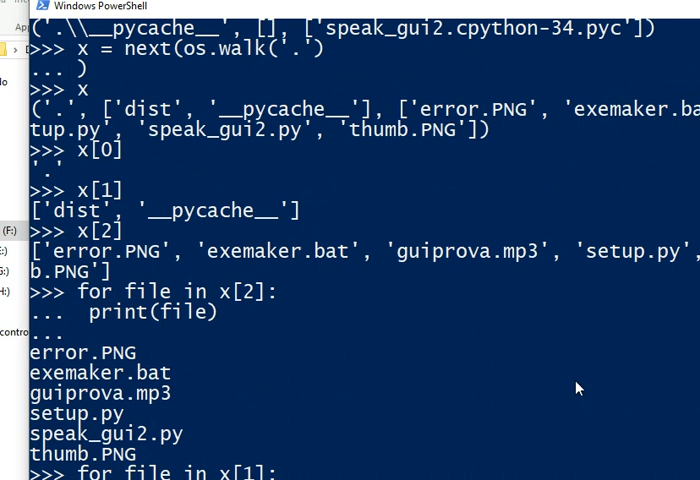 Windows PowerShell
('.\\__pycache__', [], ['speak_gui2.cpython-34.pyc'])
>>> x = next(os.walk('.')
... )
>>> x
('.', ['dist', '__pycache__'], ['error.PNG', 'exemaker.ba
tup.py', 'speak_gui2.py', 'thumb.PNG'])
>>> x[0]
'.'
>>> x[1]
['dist', '__pycache__']
>>> x[2]
['error.PNG', 'exemaker.bat', 'guiprova.mp3', 'setup.py',
b.PNG']
>>> for file in x[2]:
...  print(file)
...
error.PNG
exemaker.bat
guiprova.mp3
setup.py
speak_gui2.py
thumb.PNG
>>> for file in x[1]:
(F:)
contro